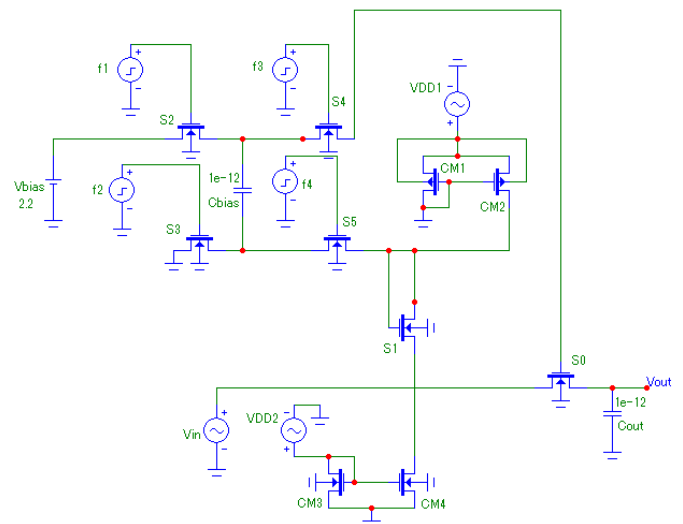 f1
f3
VDD1
S2
S4
1e-12
Cbias
f4
CM1
CM2
Vbias
2.2
f2
S3
S5
S1
S0
Vout
1e-12
Cout
Vin
VDD2
CM3
CM4